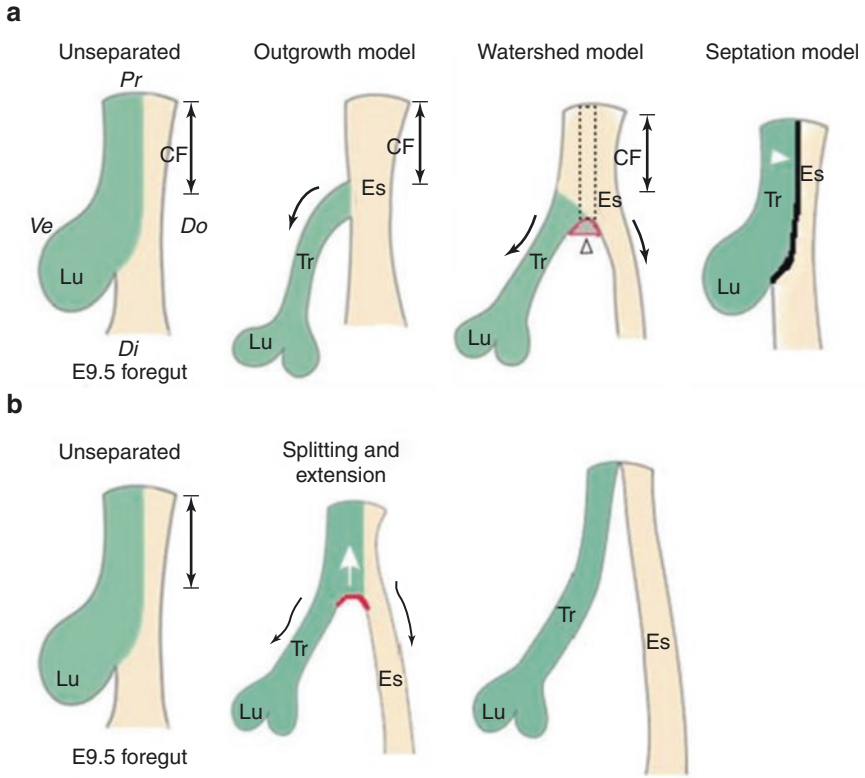 a
Unseparated
Outgrowth model
Watershed model
Septation model
Pr
CF
Ve
Do
Lu
Di
E9.5 foregut
CF
Es
Tr
Lu
CF
Es
Tr
Lu
Es
Tr
Lu
b
Unseparated
Splitting and
extension
Lu
E9.5 foregut
Tr
Es
Lu
Tr
Es
Lu